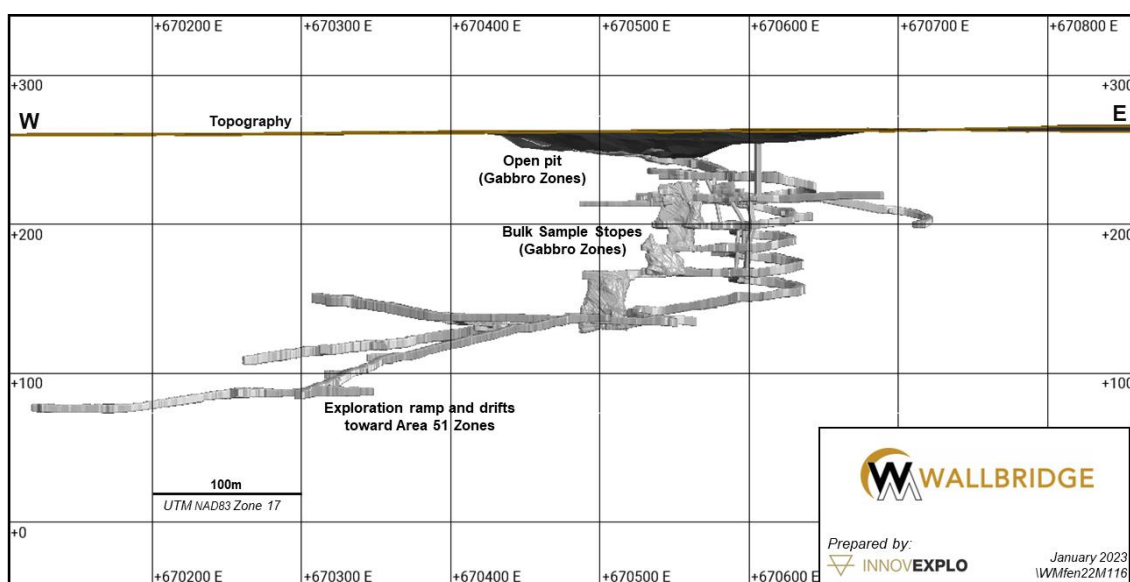 +670200 E +670300 E +670400 E +670500 E +670600 E +670700 E +670800 E
+300 +300
W E
Topography
Open pit
(Gabbro Zones)
+200 +200
Bulk Sample Stopes
(Gabbro Zones)
+100 +100
Exploration ramp and drifts
toward Area 51 Zones
100m
UTM NAD83 Zone 17
WALLBRIDGE
+0
Prepared by:
INNOVEXPLO
January 2023
\WMfen22M116
+670200 E +670300 E +670400 E +670500 E +670600 E